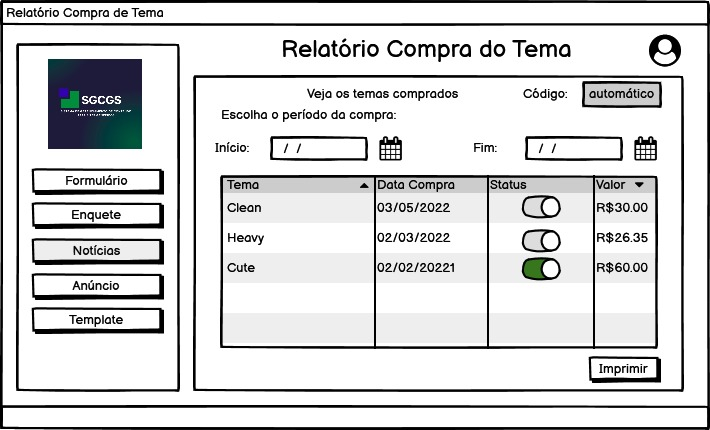 Relatório Compra de Tema
Relatório Compra do Tema
SGCGS
Formulário
Enquete
Notícias
Anúncio
Template
Veja os temas comprados
Código: automático
Escolha o período da compra:
Início: / / Fim: / /
Tema Data Compra Status Valor
Clean 03/05/2022 R$30.00
Heavy 02/03/2022 R$26.35
Cute 02/02/20221 R$60.00
Imprimir